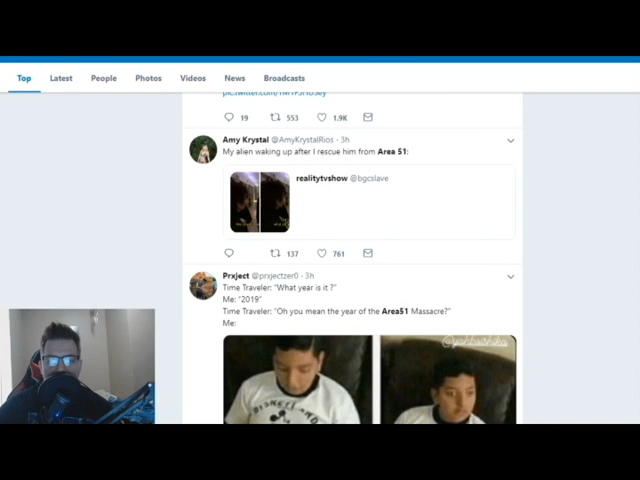 Top Latest People Photos Videos News Broadcasts
19 553 1.9K
Amy Krystal @AmyKrystalRios · 3h
My alien waking up after I rescue him from Area 51:
realitytvshow @bgcslave
137 761
Prxject @prxjectzer0 · 3h
Time Traveler: "What year is it ?"
Me: "2019"
Time Traveler: "Oh you mean the year of the Area51 Massacre?"
Me:
DISNEYLAND